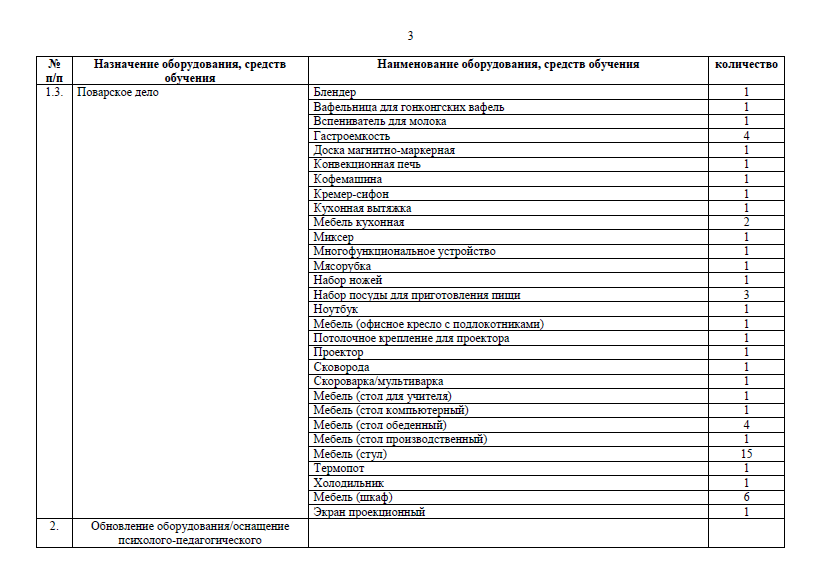 3
№ п/п | Назначение оборудования, средств обучения | Наименование оборудования, средств обучения | количество
1.3. | Поварское дело | Блендер | 1
Вафельница для гонконгских вафель | 1
Вспениватель для молока | 1
Гастроемкость | 4
Доска магнитно-маркерная | 1
Конвекционная печь | 1
Кофемашина | 1
Кремер-сифон | 1
Кухонная вытяжка | 1
Мебель кухонная | 2
Миксер | 1
Многофункциональное устройство | 1
Мясорубка | 1
Набор ножей | 1
Набор посуды для приготовления пищи | 3
Ноутбук | 1
Мебель (офисное кресло с подлокотниками) | 1
Потолочное крепление для проектора | 1
Проектор | 1
Сковорода | 1
Скороварка/мультиварка | 1
Мебель (стол для учителя) | 1
Мебель (стол компьютерный) | 1
Мебель (стол обеденный) | 4
Мебель (стол производственный) | 1
Мебель (стул) | 15
Термопот | 1
Холодильник | 1
Мебель (шкаф) | 6
Экран проекционный | 1
2. | Обновление оборудования/оснащение
психолого-педагогического